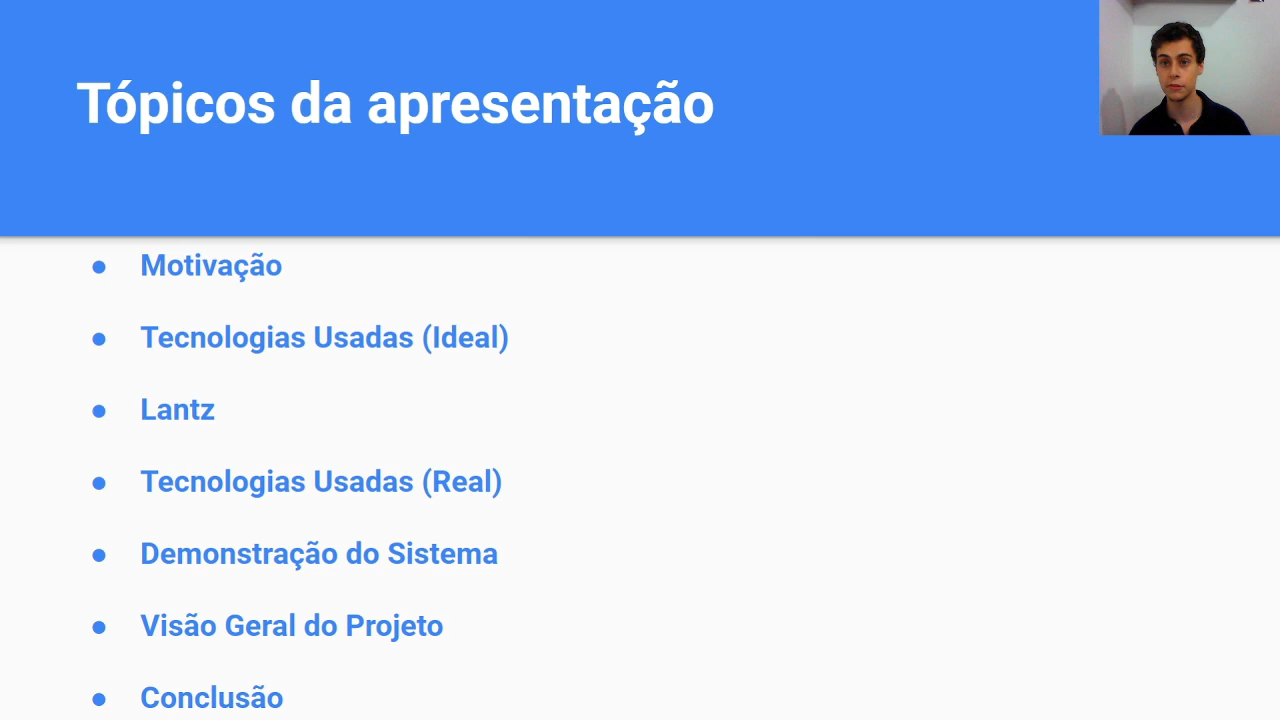 Tópicos da apresentação
● Motivação
● Tecnologias Usadas (Ideal)
● Lantz
● Tecnologias Usadas (Real)
● Demonstração do Sistema
● Visão Geral do Projeto
● Conclusão